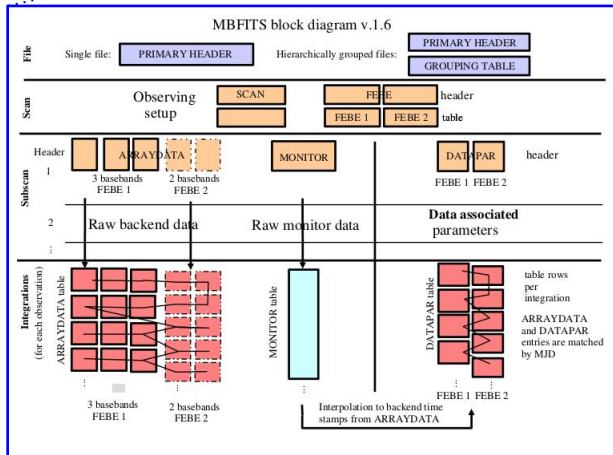 MBFITS block diagram v.1.6
File
Single file:
PRIMARY HEADER
Hierarchically grouped files:
PRIMARY HEADER
GROUPING TABLE
Scan
Observing
setup
SCAN
FEBE
header
FEBE 1
FEBE 2
table
Subscan
Header
1
ARRAYDATA
3 basebands
FEBE 1
2 basebands
FEBE 2
MONITOR
DATAPAR
FEBE 1 FEBE 2
header
2
Raw backend data
Raw monitor data
Data associated
parameters
⋮
Integrations
(for each observation)
ARRAYDATA table
MONITOR table
DATAPAR table
table rows
per
integration
ARRAYDATA
and DATAPAR
entries are matched
by MJD
⋮
⋮
⋮
⋮
⋮
3 basebands
FEBE 1
2 basebands
FEBE 2
FEBE 1 FEBE 2
Interpolation to backend time
stamps from ARRAYDATA